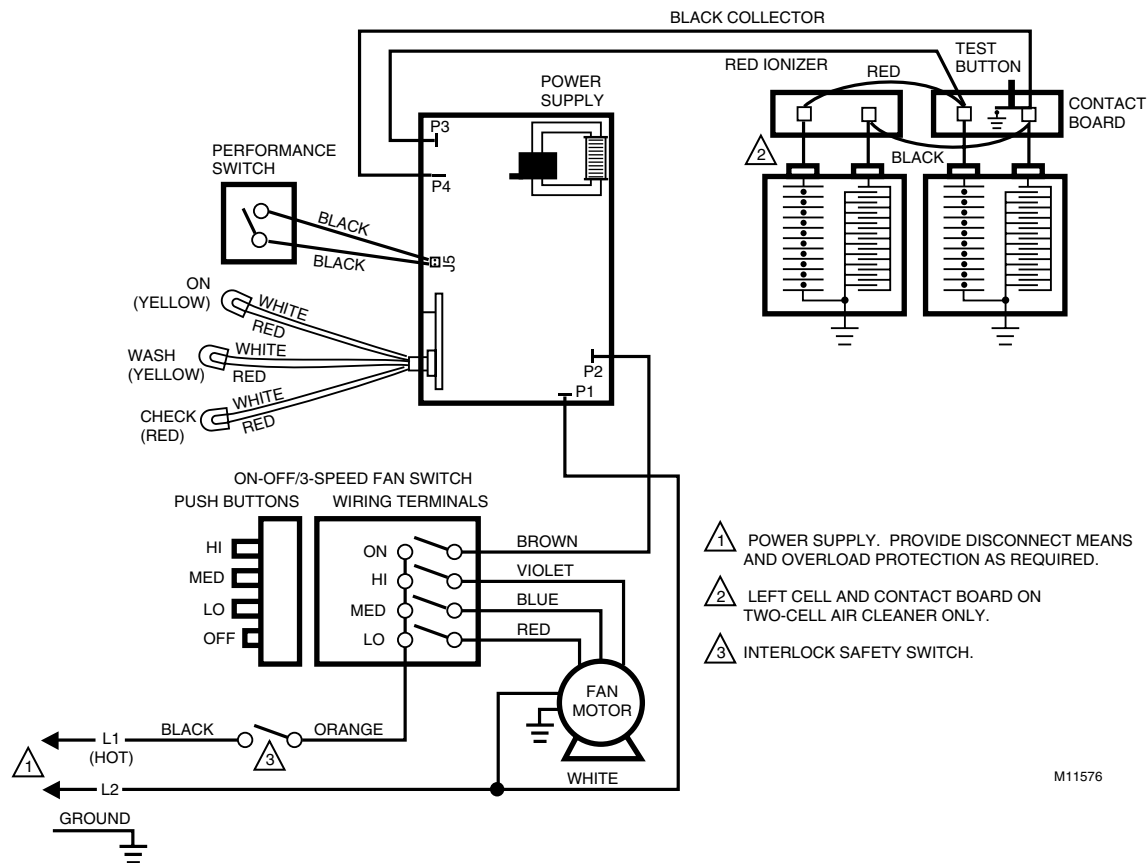 BLACK COLLECTOR
TEST
BUTTON
RED IONIZER
RED
POWER
SUPPLY
CONTACT
BOARD
P3
PERFORMANCE
SWITCH
2
BLACK
P4
BLACK
BLACK
J5
ON
(YELLOW)
WHITE
RED
WASH
(YELLOW)
WHITE
RED
P2
P1
CHECK
(RED)
WHITE
RED
ON-OFF/3-SPEED FAN SWITCH
PUSH BUTTONS
WIRING TERMINALS
HI
MED
LO
OFF
ON
HI
MED
LO
BROWN
VIOLET
BLUE
RED
1 POWER SUPPLY. PROVIDE DISCONNECT MEANS
AND OVERLOAD PROTECTION AS REQUIRED.
2 LEFT CELL AND CONTACT BOARD ON
TWO-CELL AIR CLEANER ONLY.
3 INTERLOCK SAFETY SWITCH.
FAN
MOTOR
BLACK
ORANGE
L1
(HOT)
1
3
L2
WHITE
M11576
GROUND